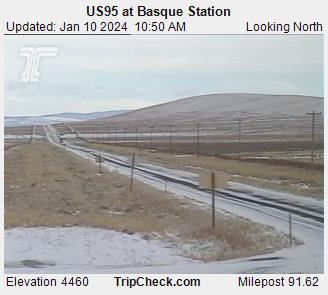 US95 at Basque Station
Updated: Jan 10 2024 10:50 AM Looking North
Elevation 4460 TripCheck.com Milepost 91.62